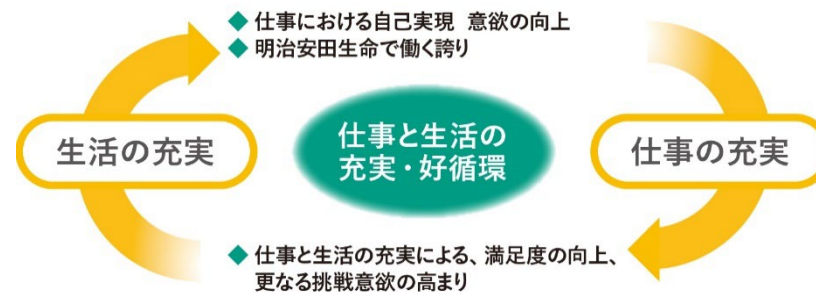 ◆ 仕事における自己実現 意欲の向上
◆ 明治安田生命で働く誇り
生活の充実
仕事と生活の
充実・好循環
仕事の充実
◆ 仕事と生活の充実による、満足度の向上、
更なる挑戦意欲の高まり